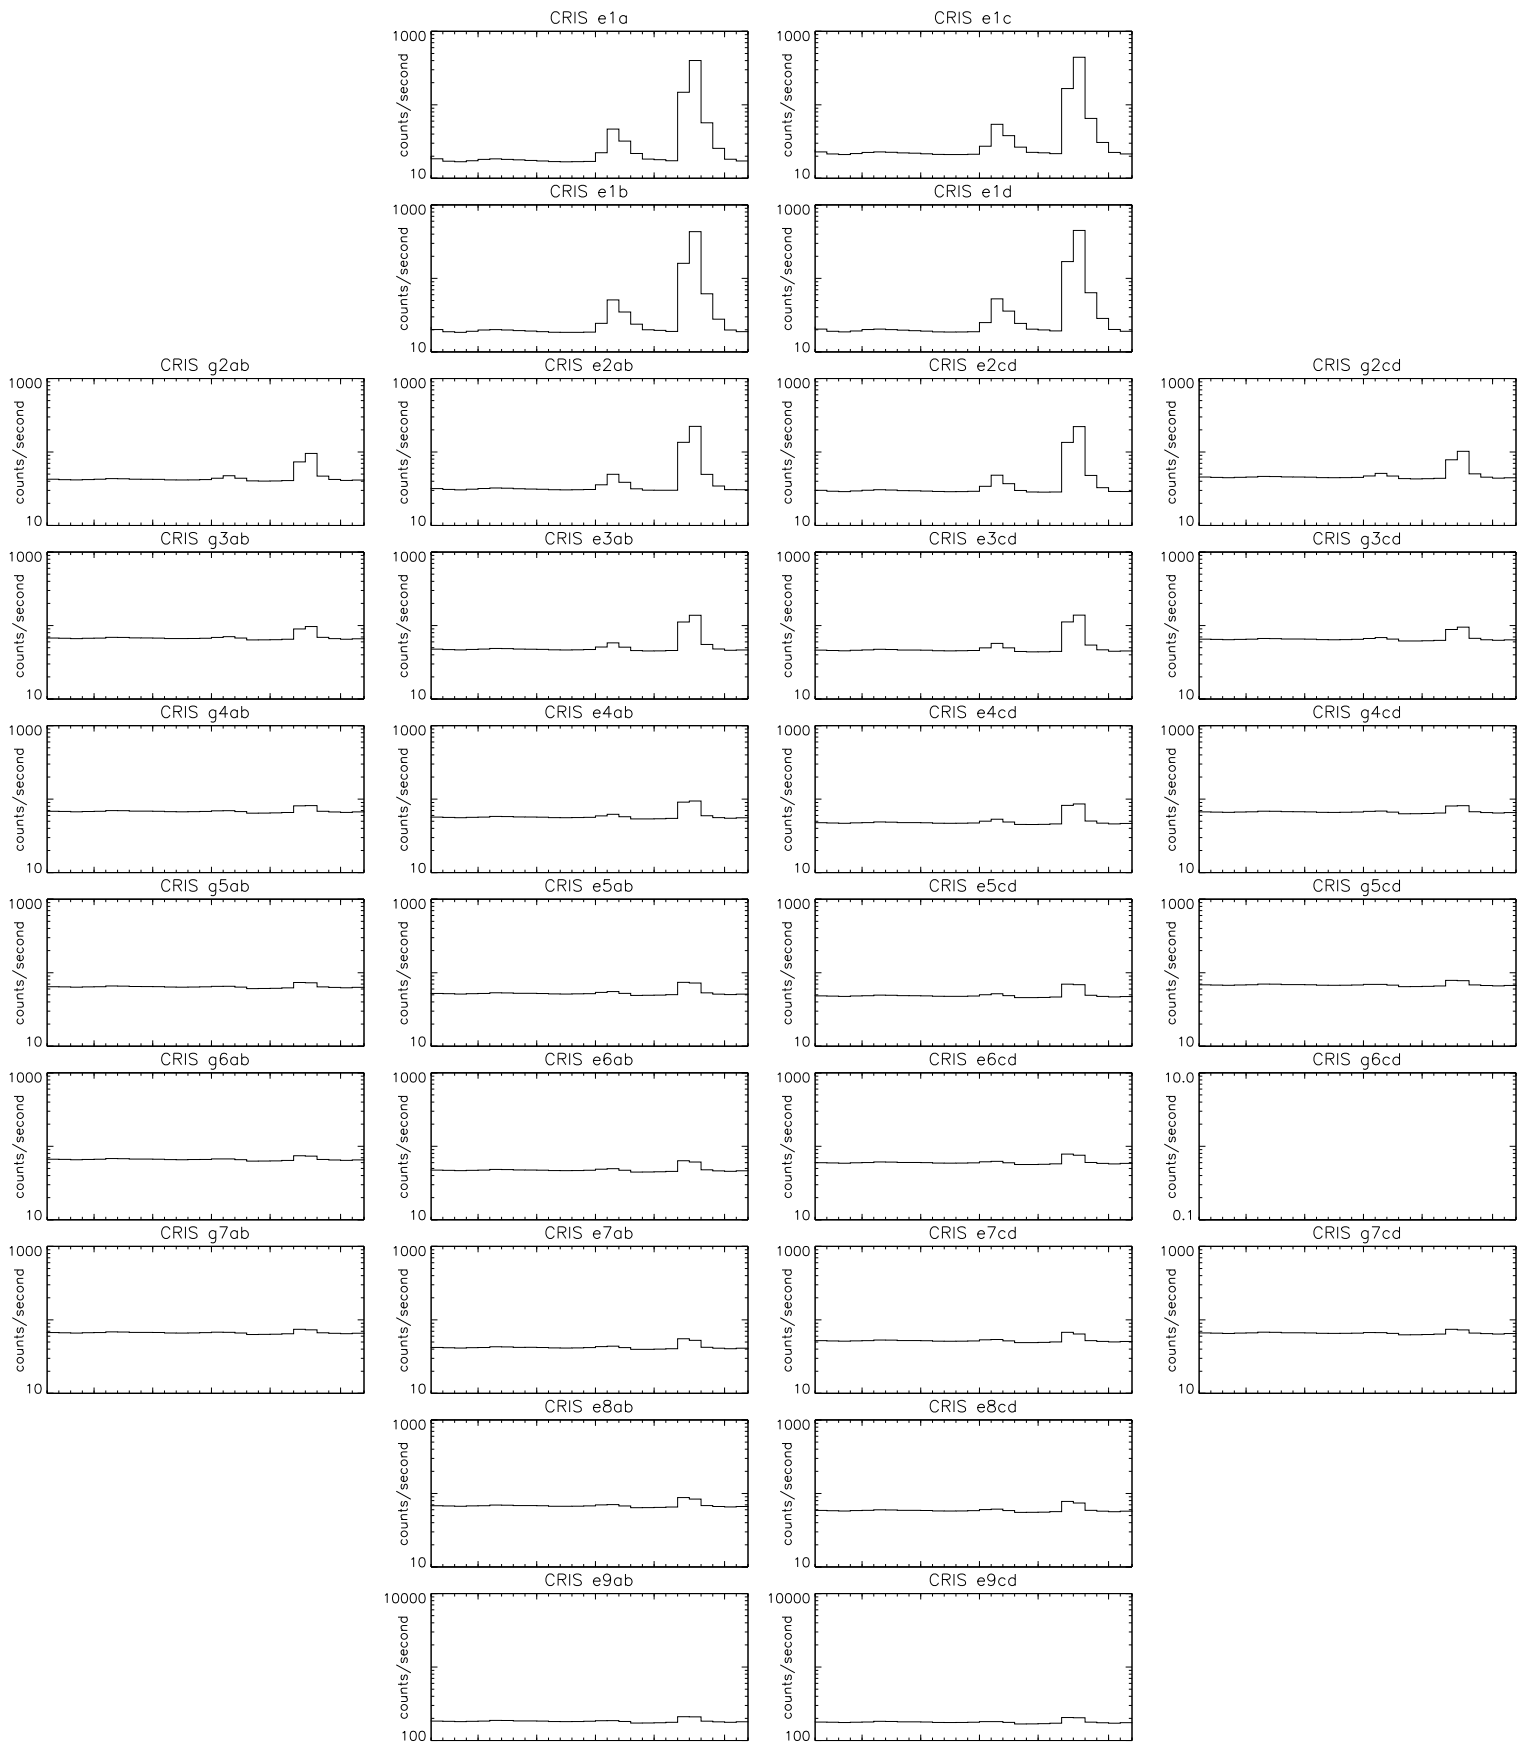 CRIS e1a CRIS e1c
1000 1000
counts/second counts/second
10 10
CRIS e1b CRIS e1d
1000 1000
counts/second counts/second
10 10
CRIS g2ab CRIS e2ab CRIS e2cd CRIS g2cd
1000 1000 1000 1000
counts/second counts/second counts/second counts/second
10 10 10 10
CRIS g3ab CRIS e3ab CRIS e3cd CRIS g3cd
1000 1000 1000 1000
counts/second counts/second counts/second counts/second
10 10 10 10
CRIS g4ab CRIS e4ab CRIS e4cd CRIS g4cd
1000 1000 1000 1000
counts/second counts/second counts/second counts/second
10 10 10 10
CRIS g5ab CRIS e5ab CRIS e5cd CRIS g5cd
1000 1000 1000 1000
counts/second counts/second counts/second counts/second
10 10 10 10
CRIS g6ab CRIS e6ab CRIS e6cd CRIS g6cd
1000 1000 1000 10.0
counts/second counts/second counts/second counts/second
10 10 10 0.1
CRIS g7ab CRIS e7ab CRIS e7cd CRIS g7cd
1000 1000 1000 1000
counts/second counts/second counts/second counts/second
10 10 10 10
CRIS e8ab CRIS e8cd
1000 1000
counts/second counts/second
10 10
CRIS e9ab CRIS e9cd
10000 10000
counts/second counts/second
100 100